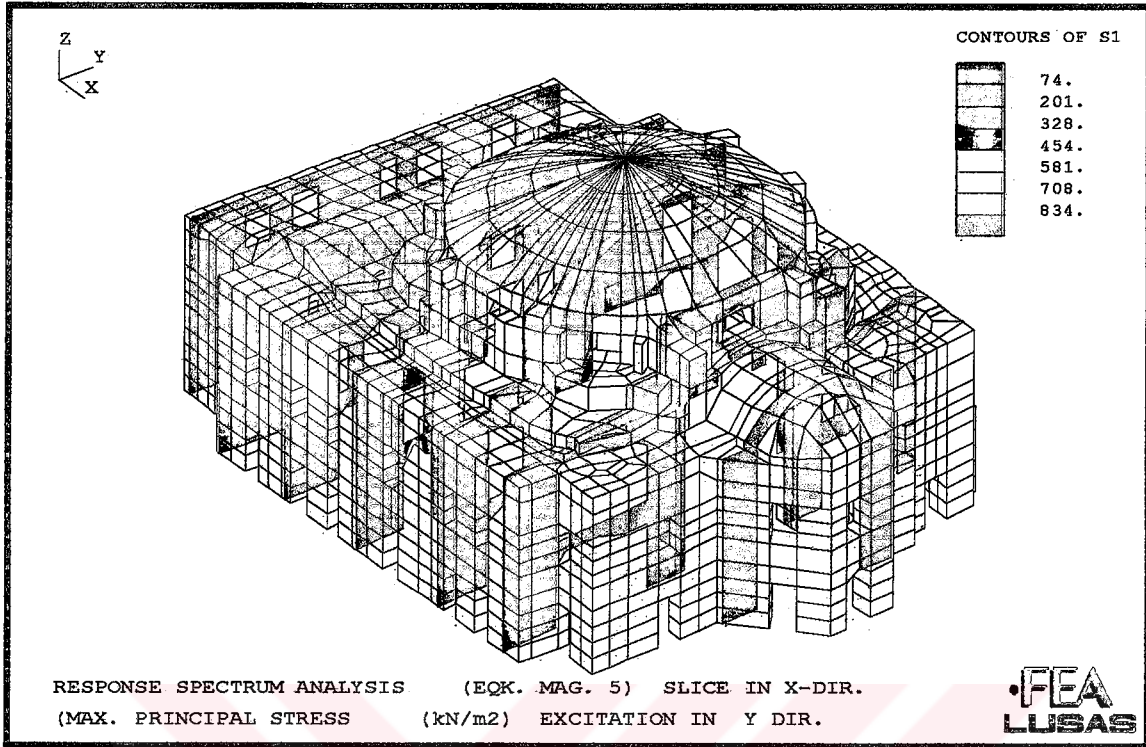 CONTOURS OF S1
Z
Y
X
74.
201.
328.
454.
581.
708.
834.
RESPONSE SPECTRUM ANALYSIS (EQK. MAG. 5) SLICE IN X-DIR.
(MAX. PRINCIPAL STRESS (kN/m2) EXCITATION IN Y DIR.
FEA
LUSAS